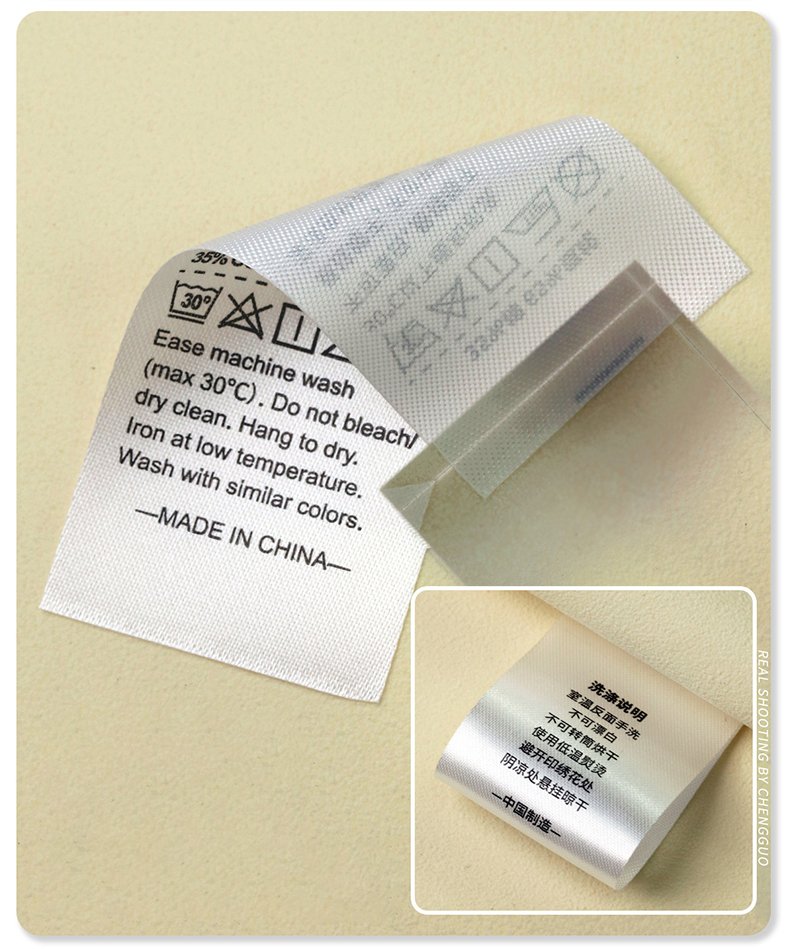 35%
30°
Ease machine wash
(max 30℃). Do not bleach/
dry clean. Hang to dry.
Iron at low temperature.
Wash with similar colors.
—MADE IN CHINA—
洗涤说明
室温反面手洗
不可漂白
不可转筒烘干
使用低温熨烫
避开印绣花处
阴凉处悬挂晾干
—中国制造—
REAL SHOOTING BY CHENGGUO